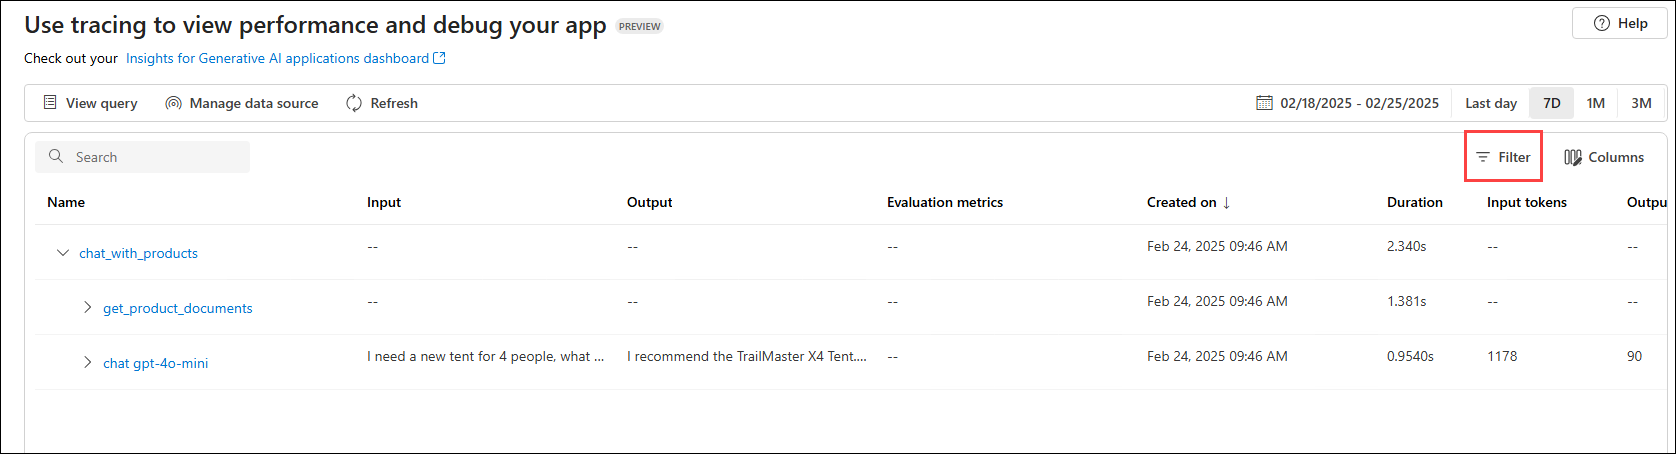 Use tracing to view performance and debug your app PREVIEW
Help
Check out your Insights for Generative AI applications dashboard
View query Manage data source Refresh 02/18/2025 - 02/25/2025 Last day 7D 1M 3M
Search Filter Columns
Name Input Output Evaluation metrics Created on ↓ Duration Input tokens Outpu
chat_with_products -- -- -- Feb 24, 2025 09:46 AM 2.340s -- --
get_product_documents -- -- -- Feb 24, 2025 09:46 AM 1.381s -- --
chat gpt-4o-mini I need a new tent for 4 people, what ... I recommend the TrailMaster X4 Tent.... -- Feb 24, 2025 09:46 AM 0.9540s 1178 90